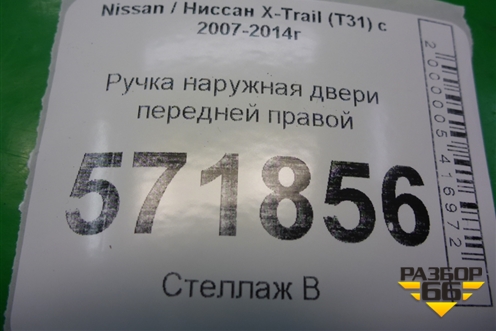 Nissan / Ниссан X-Trail (T31) с
2007-2014г
Ручка наружная двери
передней правой
571856
Стеллаж В
2000005416972
РАЗБОР
66